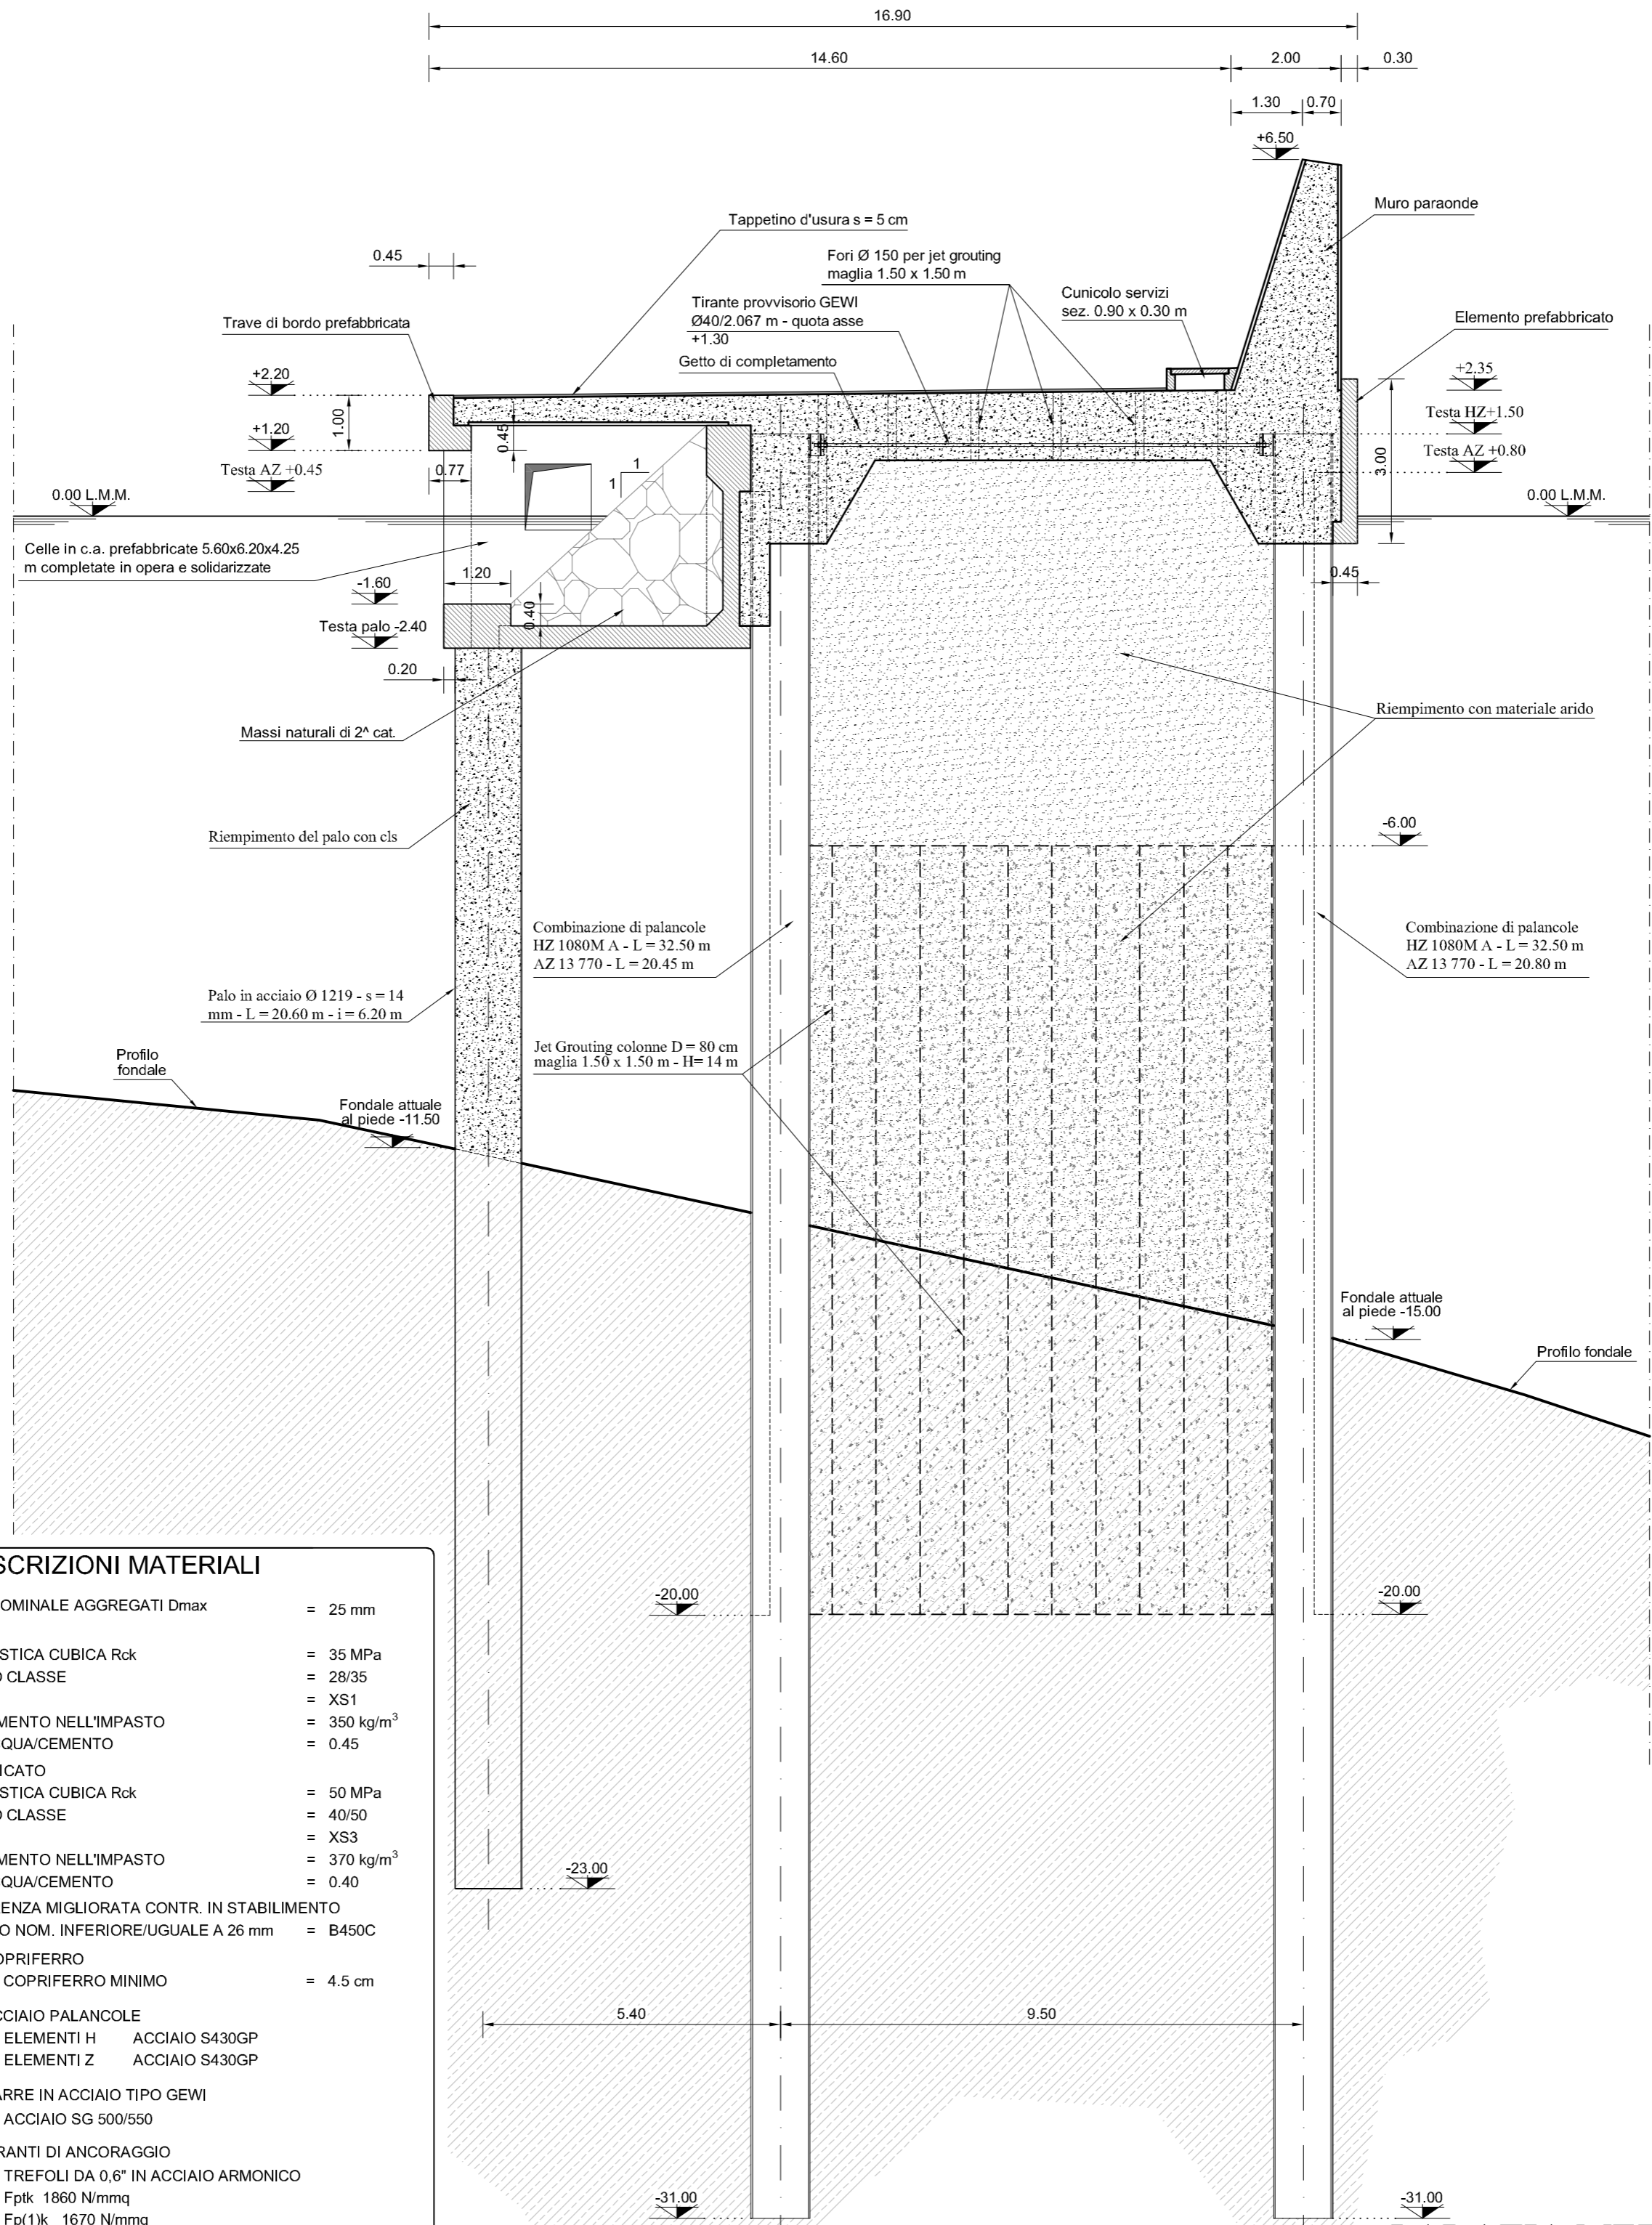 16.90
14.60
2.00
0.30
1.30
0.70
+6.50
Muro paraonde
Tappetino d'usura s = 5 cm
0.45
Fori Ø 150 per jet grouting
maglia 1.50 x 1.50 m
Tirante provvisorio GEWI
Ø40/2.067 m - quota asse
+1.30
Cunicolo servizi
sez. 0.90 x 0.30 m
Trave di bordo prefabbricata
Elemento prefabbricato
Getto di completamento
+2.20
+2.35
1.00
Testa HZ+1.50
+1.20
0.45
3.00
Testa AZ +0.80
Testa AZ +0.45
0.77
1
1
0.00 L.M.M.
0.00 L.M.M.
Celle in c.a. prefabbricate 5.60x6.20x4.25
m completate in opera e solidarizzate
1.20
0.45
-1.60
0.40
Testa palo -2.40
0.20
Massi naturali di 2^ cat.
Riempimento con materiale arido
Riempimento del palo con cls
-6.00
Combinazione di palancole
HZ 1080M A - L = 32.50 m
AZ 13 770 - L = 20.45 m
Combinazione di palancole
HZ 1080M A - L = 32.50 m
AZ 13 770 - L = 20.80 m
Palo in acciaio Ø 1219 - s = 14
mm - L = 20.60 m - i = 6.20 m
Jet Grouting colonne D = 80 cm
maglia 1.50 x 1.50 m - H= 14 m
Profilo
fondale
Fondale attuale
al piede -11.50
Fondale attuale
al piede -15.00
Profilo fondale
SCRIZIONI MATERIALI
OMINALE AGGREGATI Dmax = 25 mm
-20.00
-20.00
STICA CUBICA Rck = 35 MPa
O CLASSE = 28/35
= XS1
MENTO NELL'IMPASTO = 350 kg/m³
QUA/CEMENTO = 0.45
ICATO
STICA CUBICA Rck = 50 MPa
O CLASSE = 40/50
= XS3
MENTO NELL'IMPASTO = 370 kg/m³
QUA/CEMENTO = 0.40
-23.00
ENZA MIGLIORATA CONTR. IN STABILIMENTO
O NOM. INFERIORE/UGUALE A 26 mm = B450C
OPRIFERRO
COPRIFERRO MINIMO = 4.5 cm
CCIAIO PALANCOLE
5.40
9.50
ELEMENTI H ACCIAIO S430GP
ELEMENTI Z ACCIAIO S430GP
ARRE IN ACCIAIO TIPO GEWI
ACCIAIO SG 500/550
RANTI DI ANCORAGGIO
TREFOLI DA 0,6" IN ACCIAIO ARMONICO
Fptk 1860 N/mmq
Fp(1)k 1670 N/mmq
-31.00
-31.00